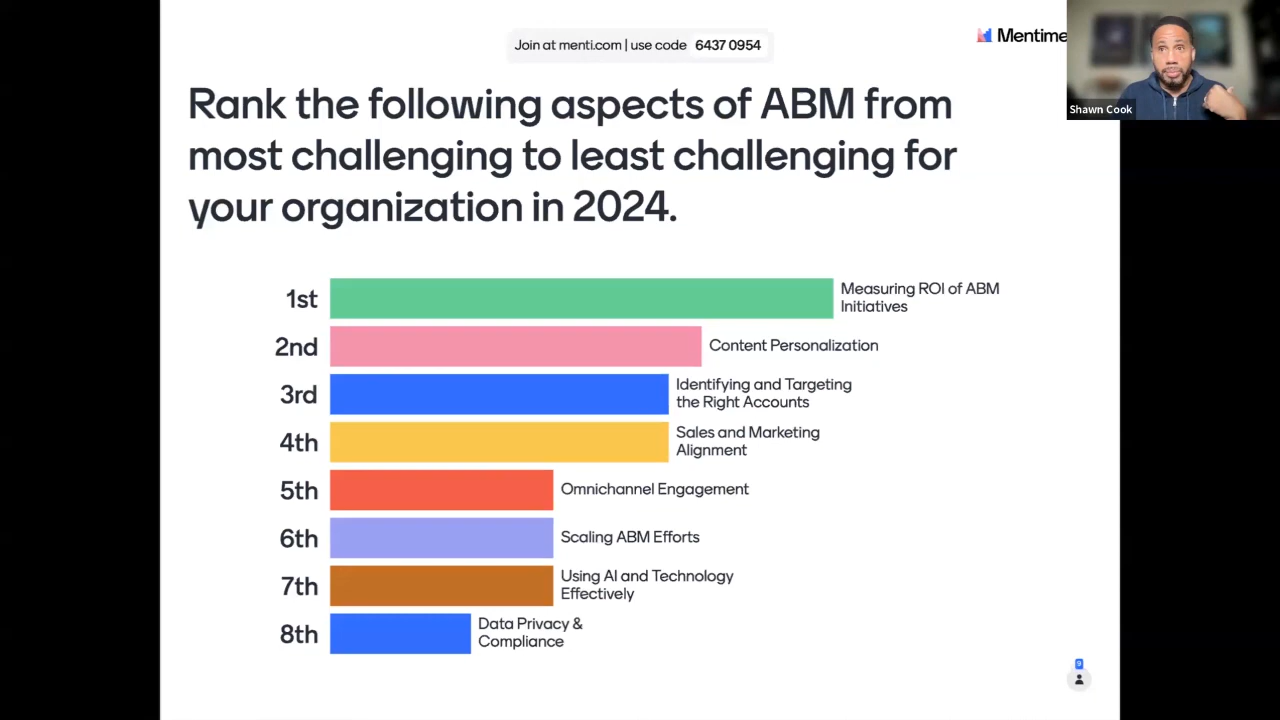 Join at menti.com | use code 6437 0954
Mentime
Shawn Cook
Rank the following aspects of ABM from
most challenging to least challenging for
your organization in 2024.
1st
Measuring ROI of ABM
Initiatives
2nd
Content Personalization
3rd
Identifying and Targeting
the Right Accounts
4th
Sales and Marketing
Alignment
5th
Omnichannel Engagement
6th
Scaling ABM Efforts
7th
Using AI and Technology
Effectively
8th
Data Privacy &
Compliance
9